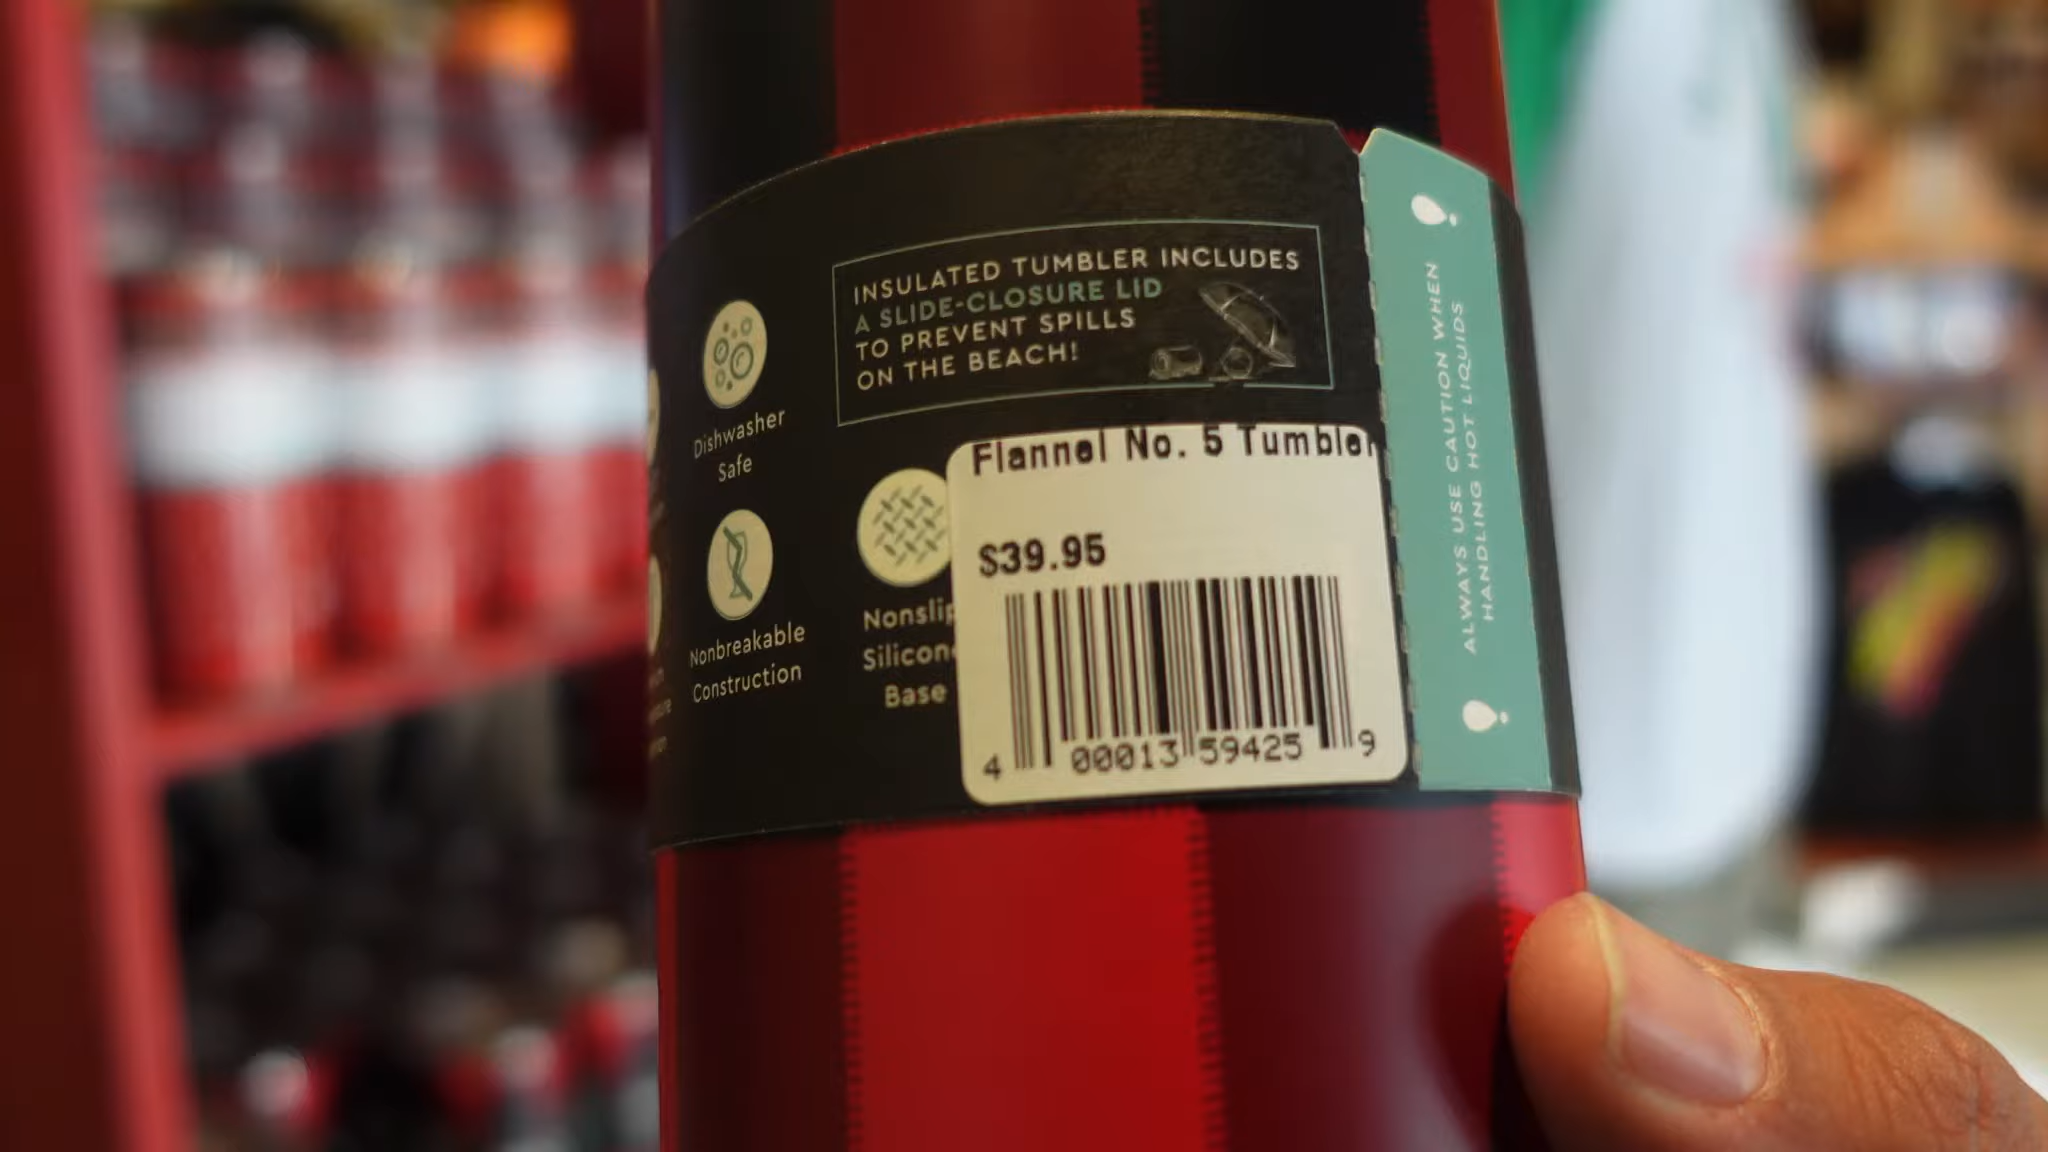 INSULATED TUMBLER INCLUDES
A SLIDE-CLOSURE LID
TO PREVENT SPILLS
ON THE BEACH!
Dishwasher
Safe
Nonbreakable
Construction
Nonslip
Silicone
Base
Flannel No. 5 Tumbler
$39.95
4 00013 59425 9
ALWAYS USE CAUTION WHEN
HANDLING HOT LIQUIDS